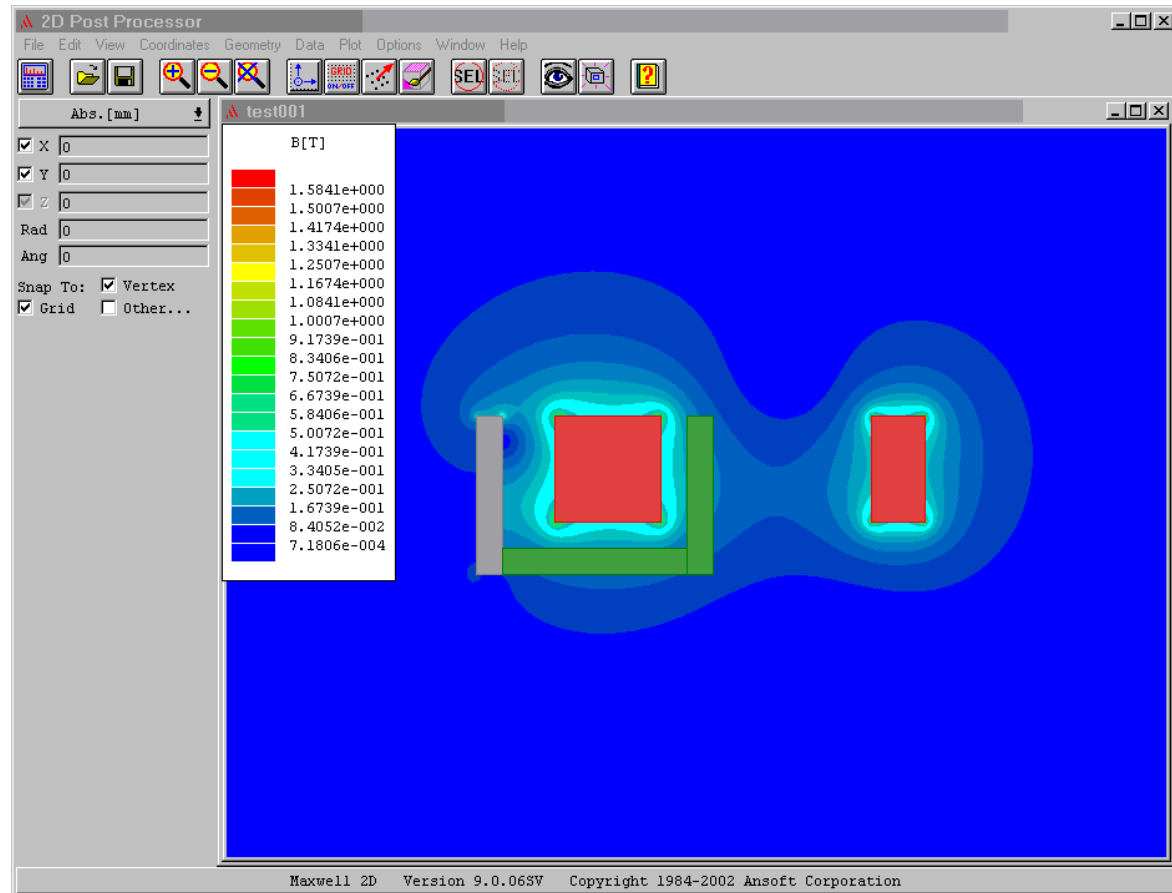 2D Post Processor
File Edit View Coordinates Geometry Data Plot Options Window Help
GRID
ON/OFF
SEL
SEL
Abs.[mm]
X 0
Y 0
Z 0
Rad 0
Ang 0
Snap To: Vertex
Grid Other...
test001
B[T]
1.5841e+000
1.5007e+000
1.4174e+000
1.3341e+000
1.2507e+000
1.1674e+000
1.0841e+000
1.0007e+000
9.1739e-001
8.3406e-001
7.5072e-001
6.6739e-001
5.8406e-001
5.0072e-001
4.1739e-001
3.3405e-001
2.5072e-001
1.6739e-001
8.4052e-002
7.1806e-004
Maxwell 2D Version 9.0.06SV Copyright 1984-2002 Ansoft Corporation